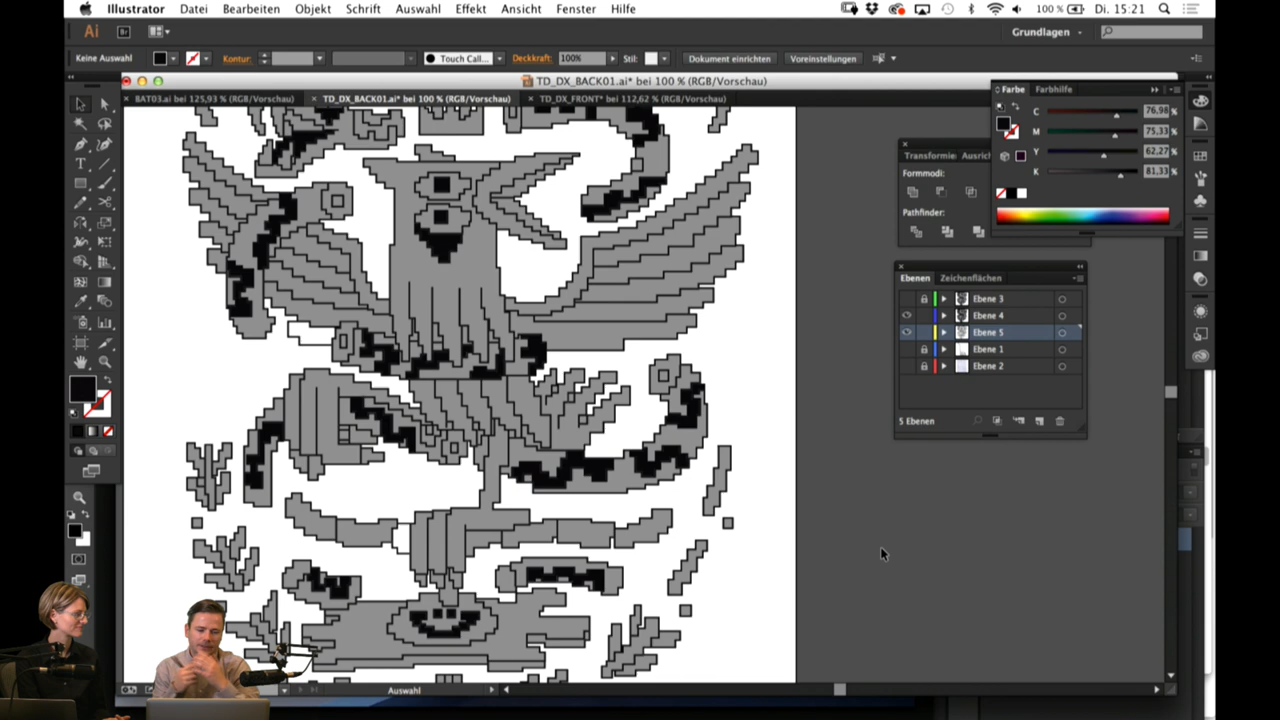 Illustrator Datei Bearbeiten Objekt Schrift Auswahl Effekt Ansicht Fenster Hilfe 100 % Di. 15:21
Ai Br Grundlagen
Keine Auswahl Kontur: Touch Call... Deckkraft: 100% Stil: Dokument einrichten Voreinstellungen
TD_DX_BACK01.ai* bei 100 % (RGB/Vorschau)
BAT03.ai bei 125,93 % (RGB/Vorschau) TD_DX_BACK01.ai* bei 100 % (RGB/Vorschau) TD_DX_FRONT* bei 112,62 % (RGB/Vorschau)
Farbe Farbhilfe
C 76,98 %
M 75,33 %
Y 62,27 %
K 81,33 %
Transformie Ausrich
Formmodi:
Pathfinder:
Ebenen Zeichenflächen
Ebene 3
Ebene 4
Ebene 5
Ebene 1
Ebene 2
5 Ebenen
Auswahl